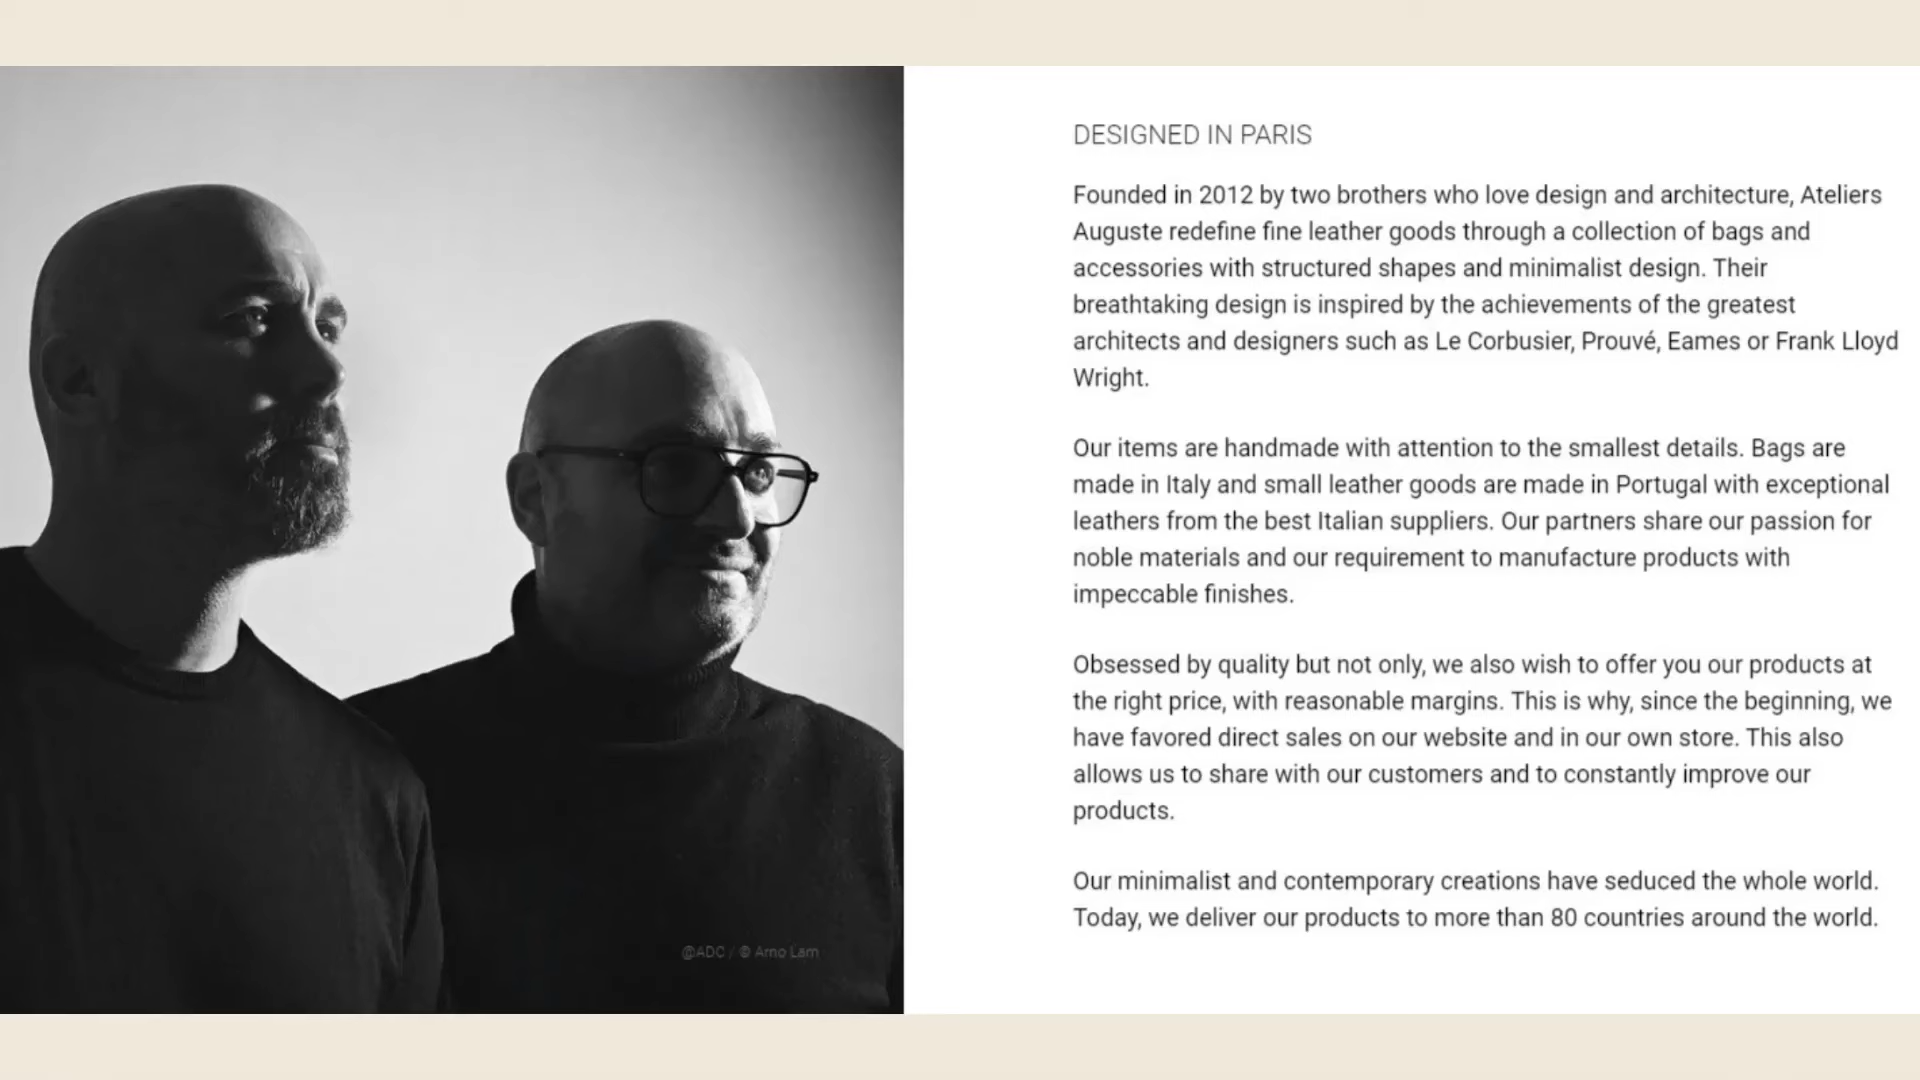 DESIGNED IN PARIS
Founded in 2012 by two brothers who love design and architecture, Ateliers
Auguste redefine fine leather goods through a collection of bags and
accessories with structured shapes and minimalist design. Their
breathtaking design is inspired by the achievements of the greatest
architects and designers such as Le Corbusier, Prouvé, Eames or Frank Lloyd
Wright.
Our items are handmade with attention to the smallest details. Bags are
made in Italy and small leather goods are made in Portugal with exceptional
leathers from the best Italian suppliers. Our partners share our passion for
noble materials and our requirement to manufacture products with
impeccable finishes.
Obsessed by quality but not only, we also wish to offer you our products at
the right price, with reasonable margins. This is why, since the beginning, we
have favored direct sales on our website and in our own store. This also
allows us to share with our customers and to constantly improve our
products.
Our minimalist and contemporary creations have seduced the whole world.
Today, we deliver our products to more than 80 countries around the world.
@ADC / © Arno Lam